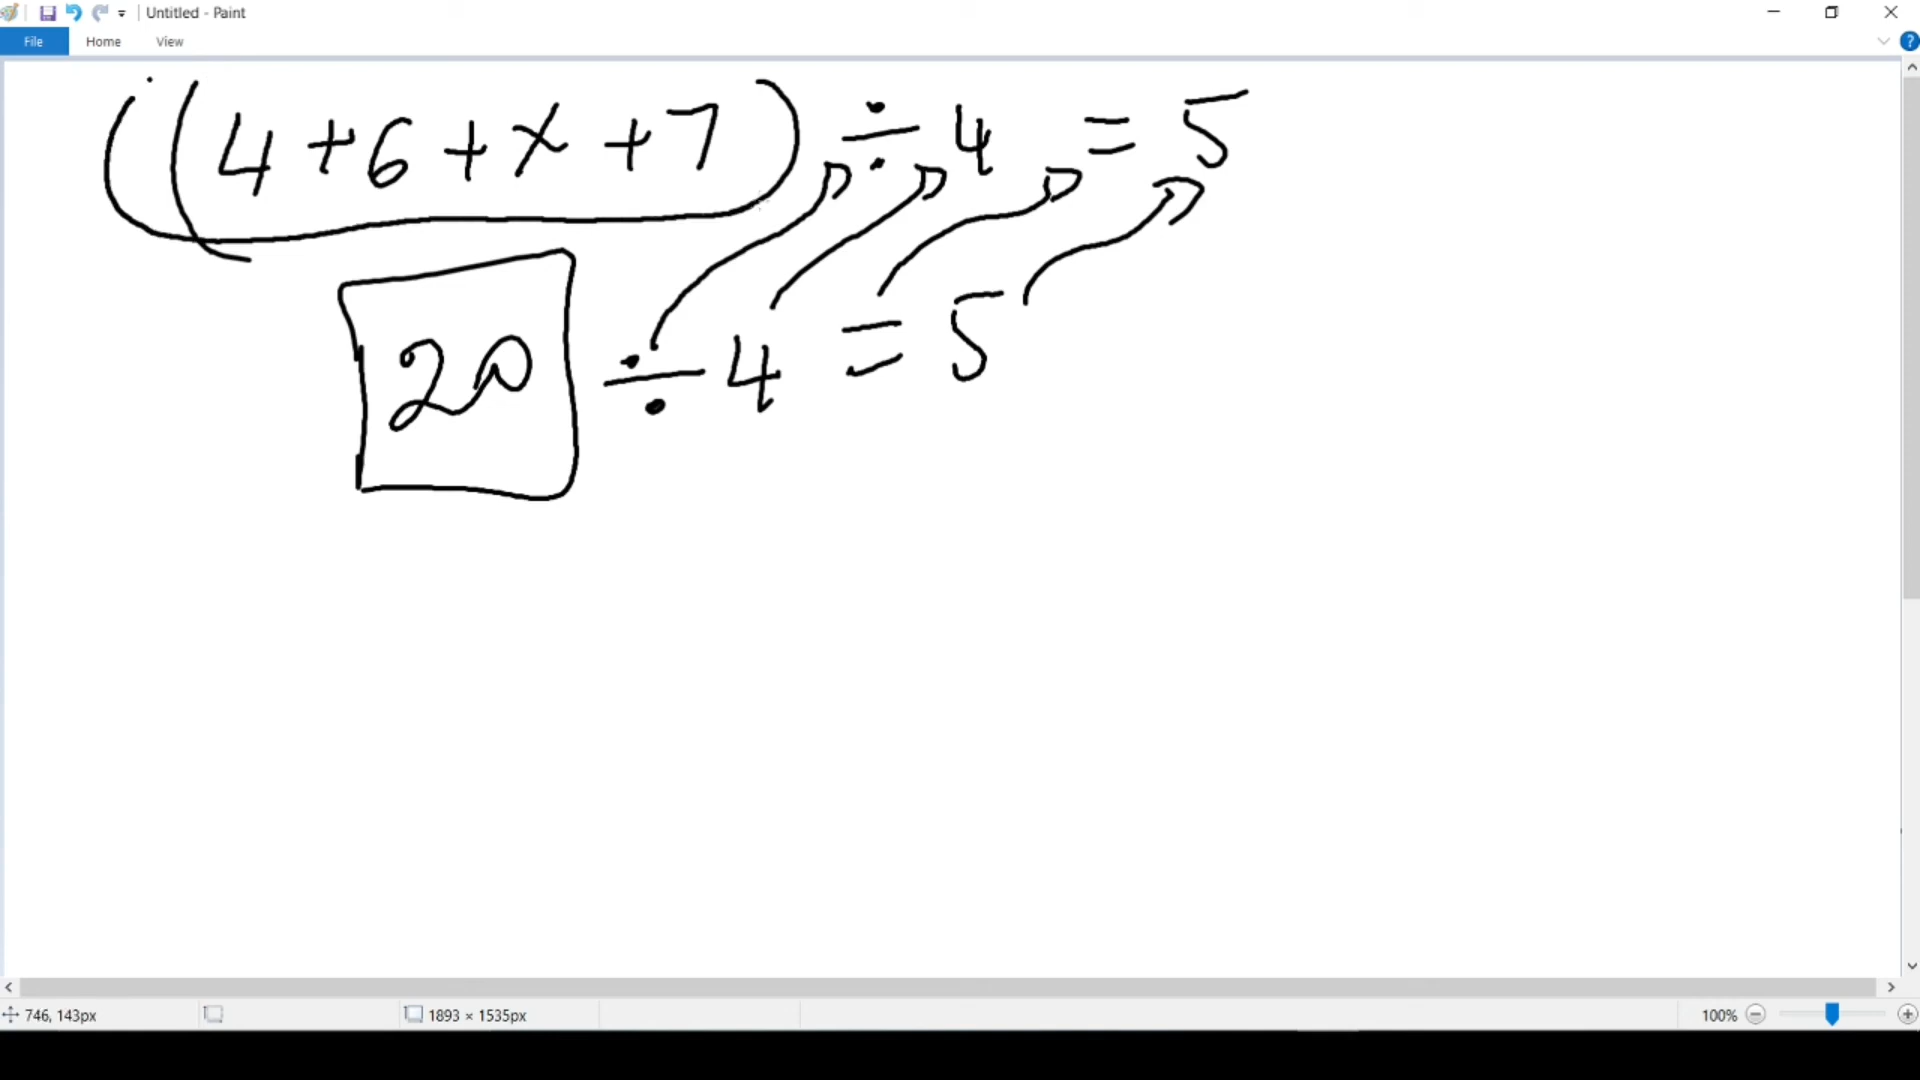 Untitled - Paint
File Home View
(4+6+x+7) ÷ 4 = 5
20 ÷ 4 = 5
746, 143px 1893 × 1535px 100%